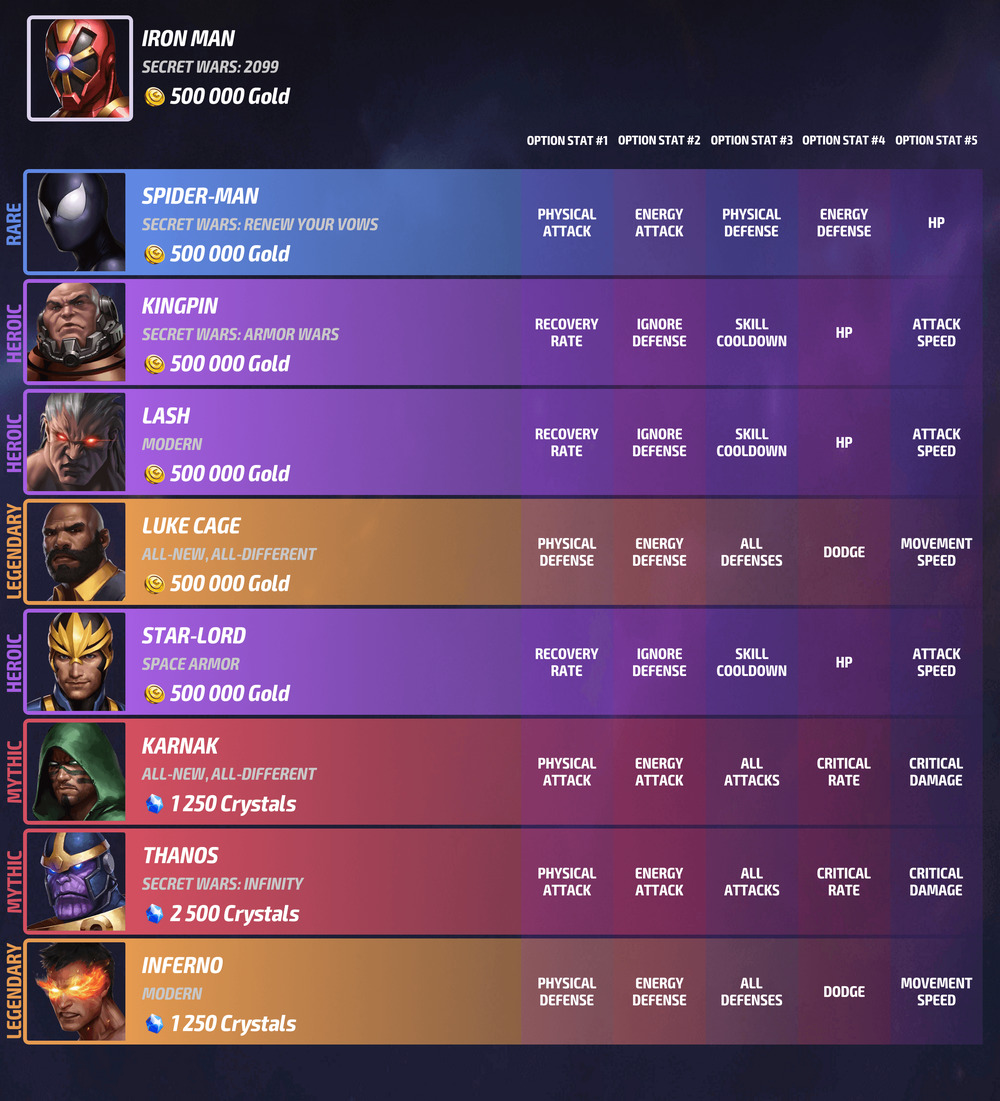 IRON MAN
SECRET WARS: 2099
500 000 Gold
OPTION STAT #1 OPTION STAT #2 OPTION STAT #3 OPTION STAT #4 OPTION STAT #5
RARE
SPIDER-MAN
SECRET WARS: RENEW YOUR VOWS
500 000 Gold
PHYSICAL
ATTACK
ENERGY
ATTACK
PHYSICAL
DEFENSE
ENERGY
DEFENSE
HP
HEROIC
KINGPIN
SECRET WARS: ARMOR WARS
500 000 Gold
RECOVERY
RATE
IGNORE
DEFENSE
SKILL
COOLDOWN
HP
ATTACK
SPEED
HEROIC
LASH
MODERN
500 000 Gold
RECOVERY
RATE
IGNORE
DEFENSE
SKILL
COOLDOWN
HP
ATTACK
SPEED
LEGENDARY
LUKE CAGE
ALL-NEW, ALL-DIFFERENT
500 000 Gold
PHYSICAL
DEFENSE
ENERGY
DEFENSE
ALL
DEFENSES
DODGE
MOVEMENT
SPEED
HEROIC
STAR-LORD
SPACE ARMOR
500 000 Gold
RECOVERY
RATE
IGNORE
DEFENSE
SKILL
COOLDOWN
HP
ATTACK
SPEED
MYTHIC
KARNAK
ALL-NEW, ALL-DIFFERENT
1 250 Crystals
PHYSICAL
ATTACK
ENERGY
ATTACK
ALL
ATTACKS
CRITICAL
RATE
CRITICAL
DAMAGE
MYTHIC
THANOS
SECRET WARS: INFINITY
2 500 Crystals
PHYSICAL
ATTACK
ENERGY
ATTACK
ALL
ATTACKS
CRITICAL
RATE
CRITICAL
DAMAGE
LEGENDARY
INFERNO
MODERN
1 250 Crystals
PHYSICAL
DEFENSE
ENERGY
DEFENSE
ALL
DEFENSES
DODGE
MOVEMENT
SPEED